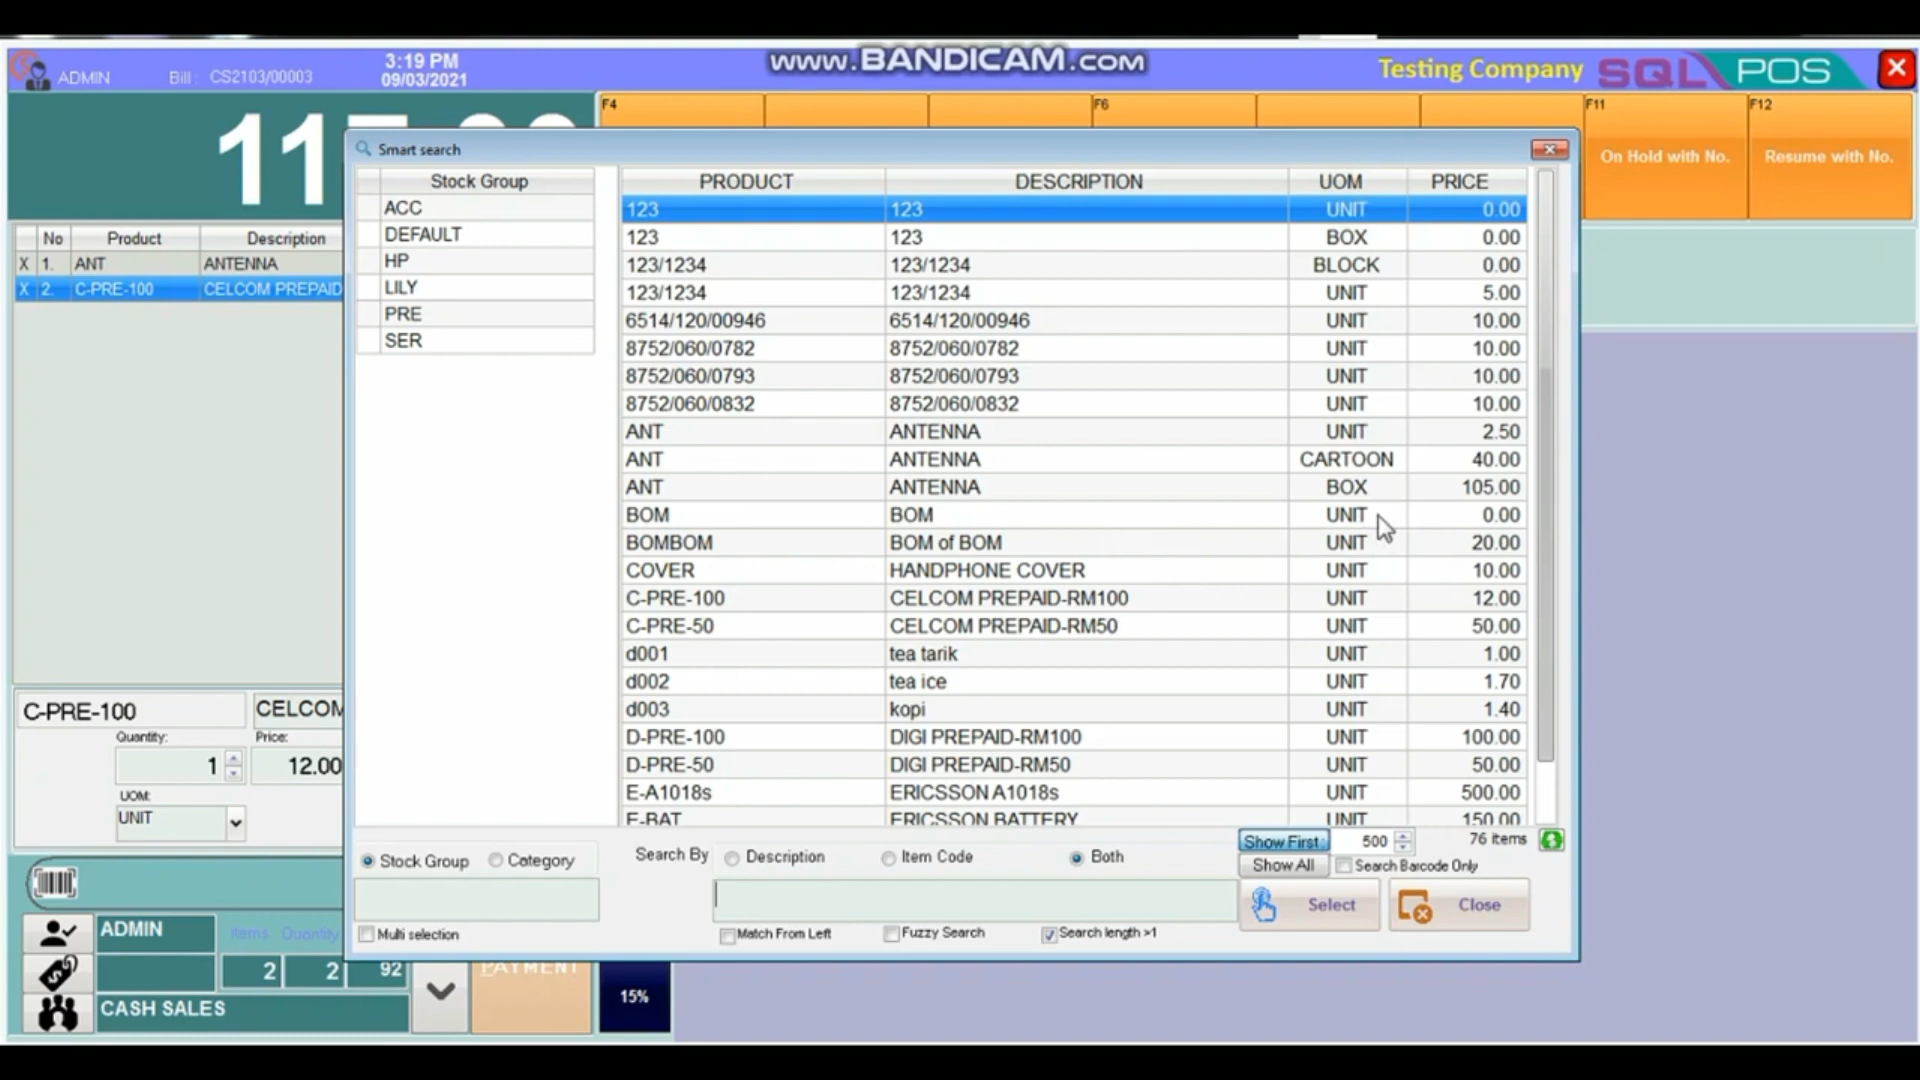 www.BANDICAM.com
ADMIN Bill: CS2103/00003 3:19 PM 09/03/2021 Testing Company SQL POS
F4 F6 F11 F12
On Hold with No. Resume with No.
No Product Description
X 1. ANT ANTENNA
X 2. C-PRE-100 CELCOM PREPAID
C-PRE-100 CELCOM
Quantity: Price:
1 12.00
UOM:
UNIT
ADMIN Items Quantity
2 2 92
CASH SALES
PAYMENT
15%
Smart search
Stock Group
ACC
DEFAULT
HP
LILY
PRE
SER
PRODUCT DESCRIPTION UOM PRICE
123 123 UNIT 0.00
123 123 BOX 0.00
123/1234 123/1234 BLOCK 0.00
123/1234 123/1234 UNIT 5.00
6514/120/00946 6514/120/00946 UNIT 10.00
8752/060/0782 8752/060/0782 UNIT 10.00
8752/060/0793 8752/060/0793 UNIT 10.00
8752/060/0832 8752/060/0832 UNIT 10.00
ANT ANTENNA UNIT 2.50
ANT ANTENNA CARTOON 40.00
ANT ANTENNA BOX 105.00
BOM BOM UNIT 0.00
BOMBOM BOM of BOM UNIT 20.00
COVER HANDPHONE COVER UNIT 10.00
C-PRE-100 CELCOM PREPAID-RM100 UNIT 12.00
C-PRE-50 CELCOM PREPAID-RM50 UNIT 50.00
d001 tea tarik UNIT 1.00
d002 tea ice UNIT 1.70
d003 kopi UNIT 1.40
D-PRE-100 DIGI PREPAID-RM100 UNIT 100.00
D-PRE-50 DIGI PREPAID-RM50 UNIT 50.00
E-A1018s ERICSSON A1018s UNIT 500.00
E-BAT ERICSSON BATTERY UNIT 150.00
Stock Group Category
Multi selection
Search By Description Item Code Both
Match From Left Fuzzy Search Search length >1
Show First: 500 76 items
Show All Search Barcode Only
Select Close